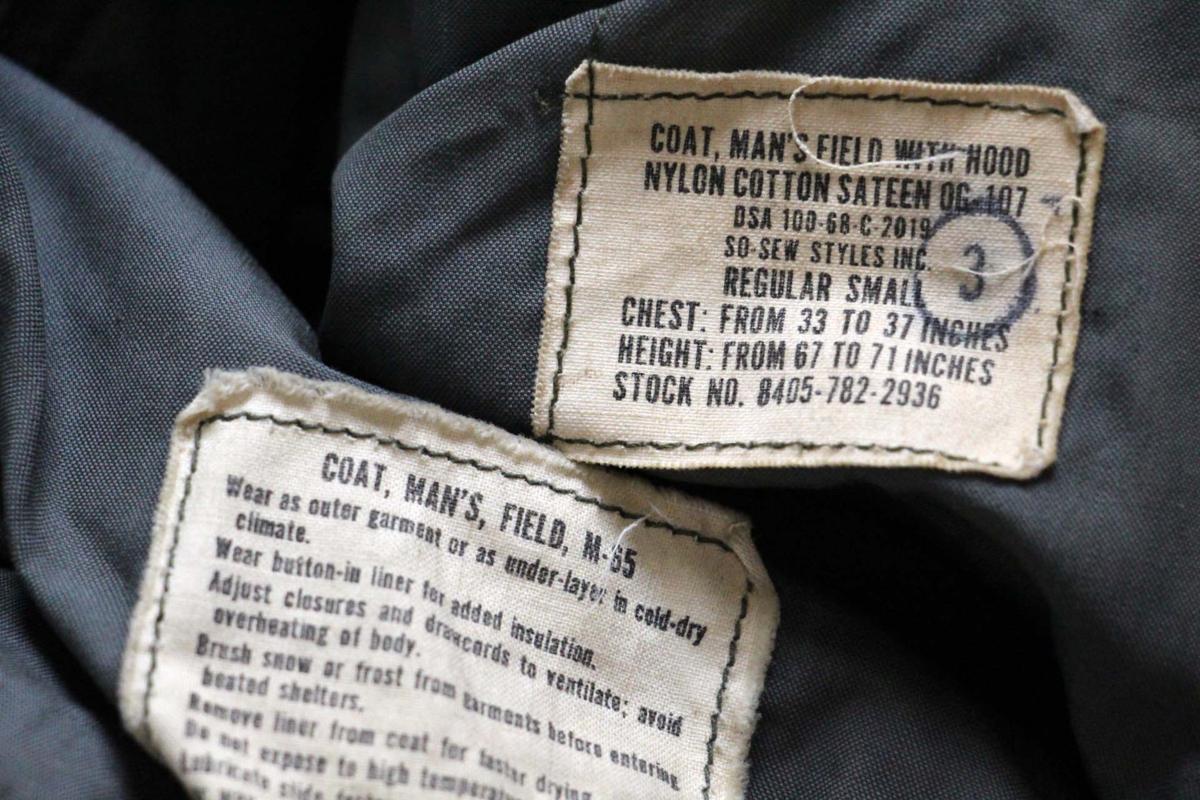 COAT, MAN'S FIELD WITH HOOD
NYLON COTTON SATEEN OG-107
DSA 100-68-C-2019
SO-SEW STYLES INC.
3
REGULAR SMALL
CHEST: FROM 33 TO 37 INCHES
HEIGHT: FROM 67 TO 71 INCHES
STOCK NO. 8405-782-2936
COAT, MAN'S, FIELD, M-65
Wear as outer garment or as under-layer in cold-dry
climate.
Wear button-in liner for added insulation.
Adjust closures and drawcords to ventilate; avoid
overheating of body.
Brush snow or frost from garments before entering
heated shelters.
Remove liner from coat for faster drying.
Do not expose to high
Lubricate slide